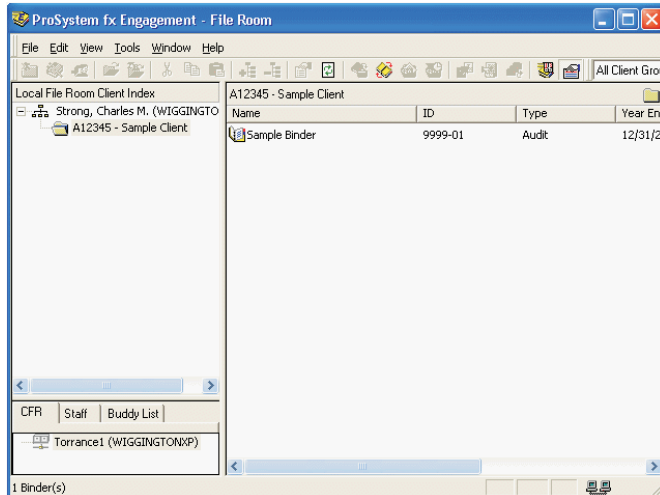 ProSystem fx Engagement - File Room
File Edit View Tools Window Help
All Client Gro
Local File Room Client Index
Strong, Charles M. (WIGGINGTO
A12345 - Sample Client
A12345 - Sample Client
Name ID Type Year En
Sample Binder 9999-01 Audit 12/31/2
CFR Staff Buddy List
Torrance1 (WIGGINGTONXP)
1 Binder(s)